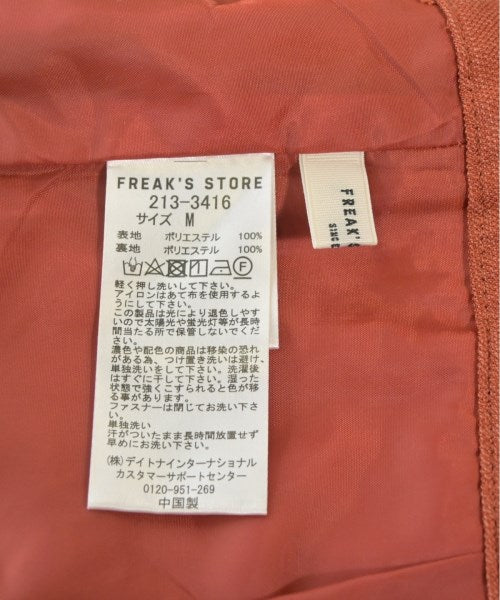 FREAK'S STORE
213-3416
サイズ M
表地 ポリエステル 100%
裏地 ポリエステル 100%
軽く押し洗いして下さい。
アイロンはあて布を使用するよ
うにして下さい。
この製品は光により退色しやす
いので太陽光や蛍光灯等が長時
間当たる所で保管しないでくだ
さい。
濃色や配色の商品は移染の恐れ
がある為、つけ置き洗いは避け、
単独洗いをして下さい。洗濯後
はすぐに干して下さい。湿った
状態で強くこすられると色が移
る事があります。
ファスナーは閉じてお洗い下さ
い。
単独洗い
汗がついたまま長時間放置せず
早めにお洗い下さい。
(株)デイトナインターナショナル
カスタマーサポートセンター
0120-951-269
中国製
FREAK'S
SINCE